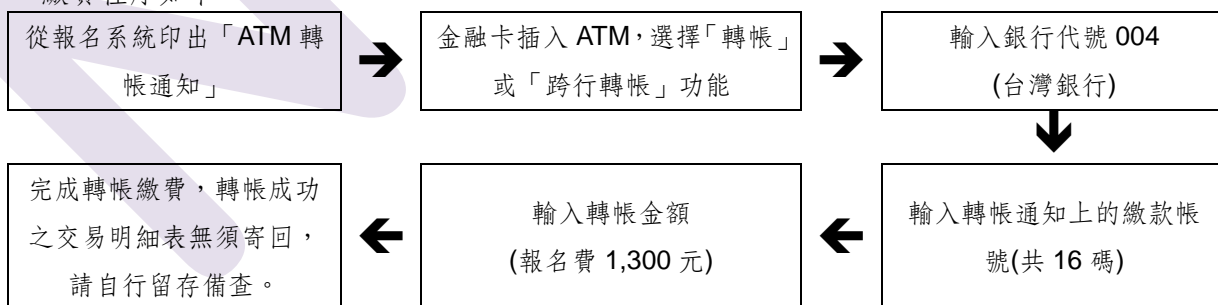 從報名系統印出「ATM 轉
帳通知」
金融卡插入 ATM，選擇「轉帳」
或「跨行轉帳」功能
輸入銀行代號 004
(台灣銀行)
輸入轉帳通知上的繳款帳
號(共 16 碼)
輸入轉帳金額
(報名費 1,300 元)
完成轉帳繳費，轉帳成功
之交易明細表無須寄回，
請自行留存備查。